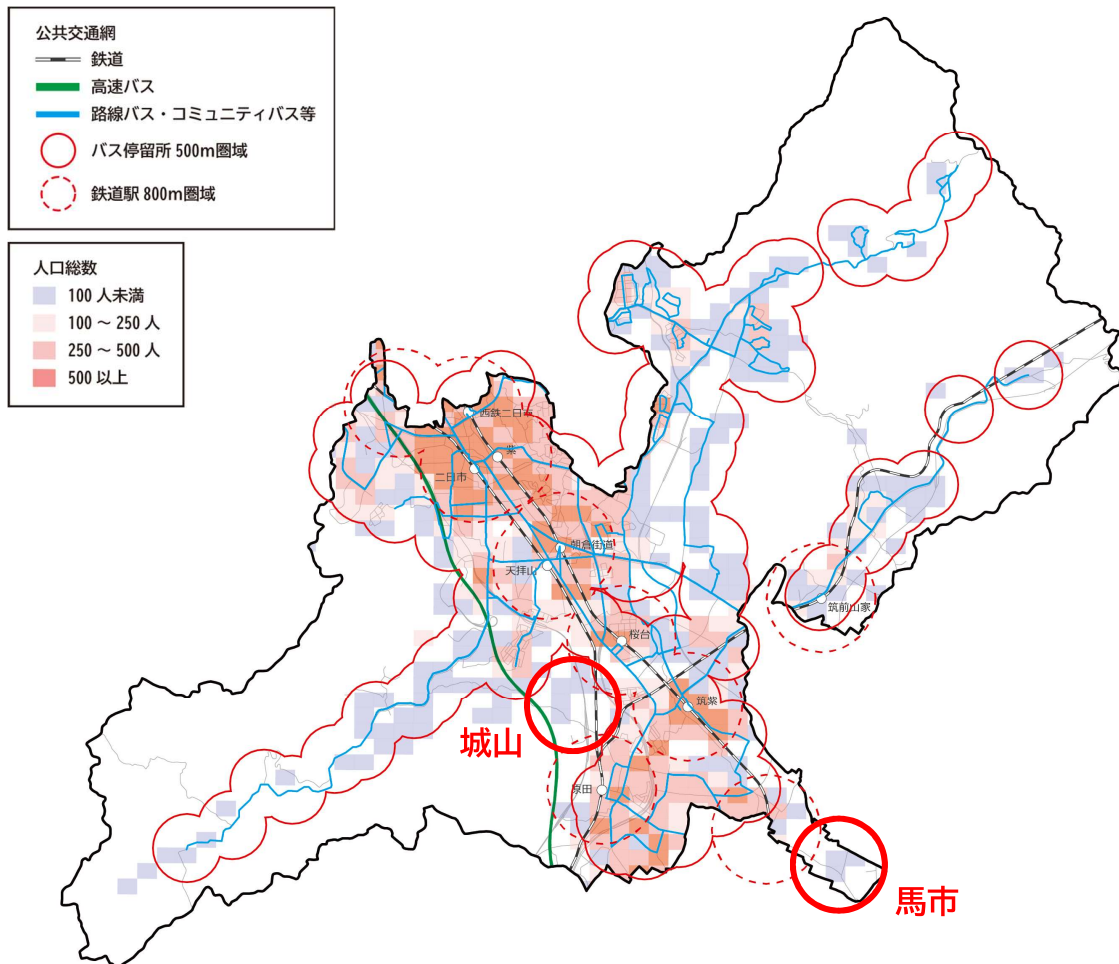 公共交通網
鉄道
高速バス
路線バス・コミュニティバス等
バス停留所 500m圏域
鉄道駅 800m圏域
人口総数
100 人未満
100 ～ 250 人
250 ～ 500 人
500 以上
西鉄二日市
紫
二日市
朝倉街道
天拝山
筑前山家
桜台
筑紫
城山
原田
馬市